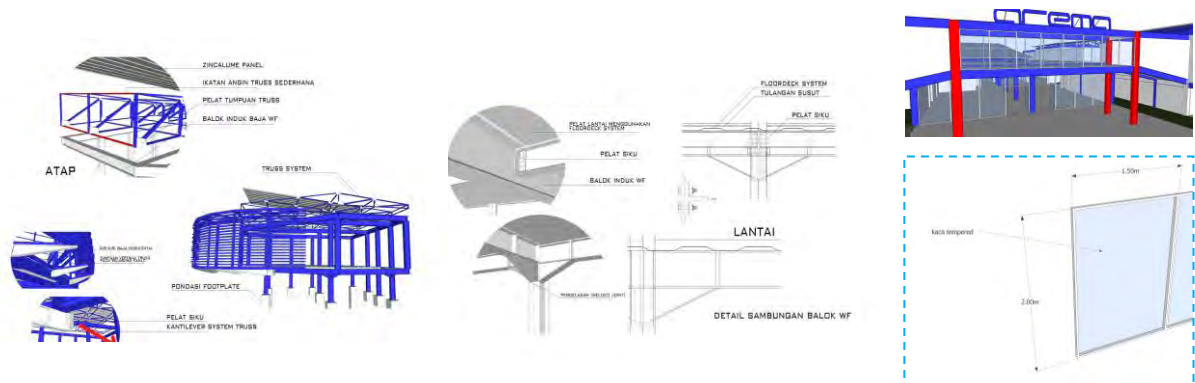 ZINCALUME PANEL
IKATAN ANGIN TRUSS SEDERHANA
PELAT TUMPUAN TRUSS
BALOK INDUK BAJA WF
ATAP
TRUSS SYSTEM
PONDASI FOOTPLATE
PELAT SIKU
KANTILEVER SYSTEM TRUSS
PELAT LANTAI MENGGUNAKAN
FLOORDECK SYSTEM
PELAT SIKU
BALOK INDUK WF
FLOORDECK SYSTEM
TULANGAN SUSUT
PELAT SIKU
LANTAI
DETAIL SAMBUNGAN BALOK WF
1.50m
kaca tempered
2.00m